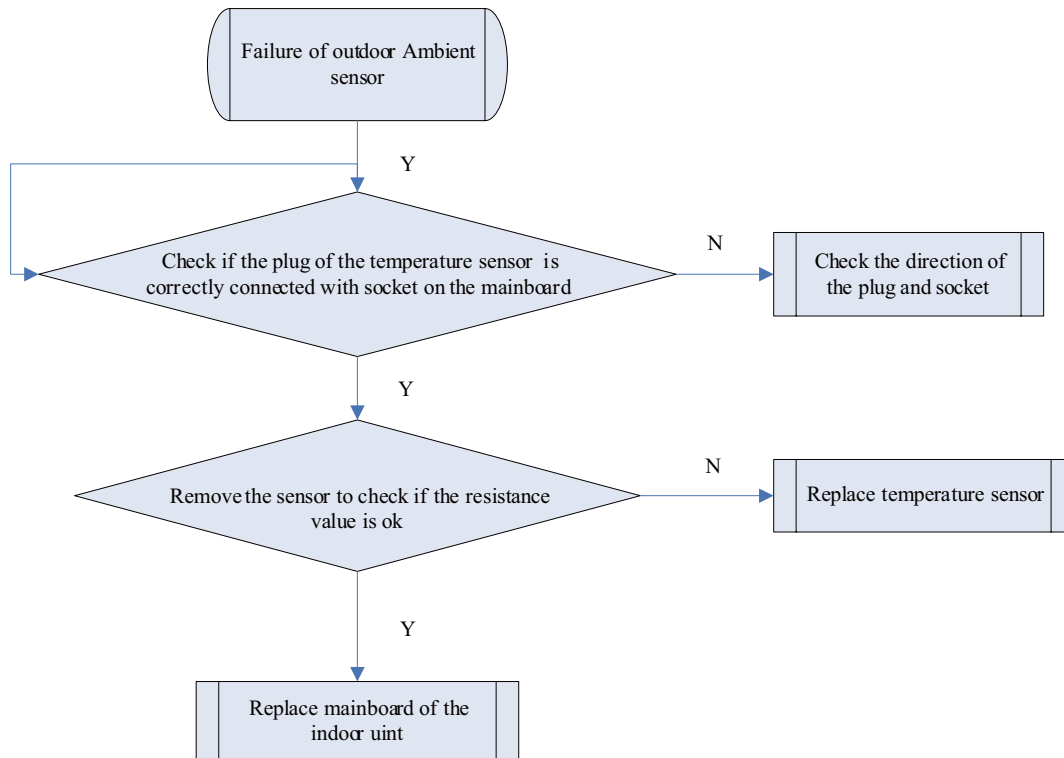 Failure of outdoor Ambient
sensor
Y
Check if the plug of the temperature sensor is
correctly connected with socket on the mainboard
N
Check the direction of
the plug and socket
Y
Remove the sensor to check if the resistance
value is ok
N
Replace temperature sensor
Y
Replace mainboard of the
indoor uint